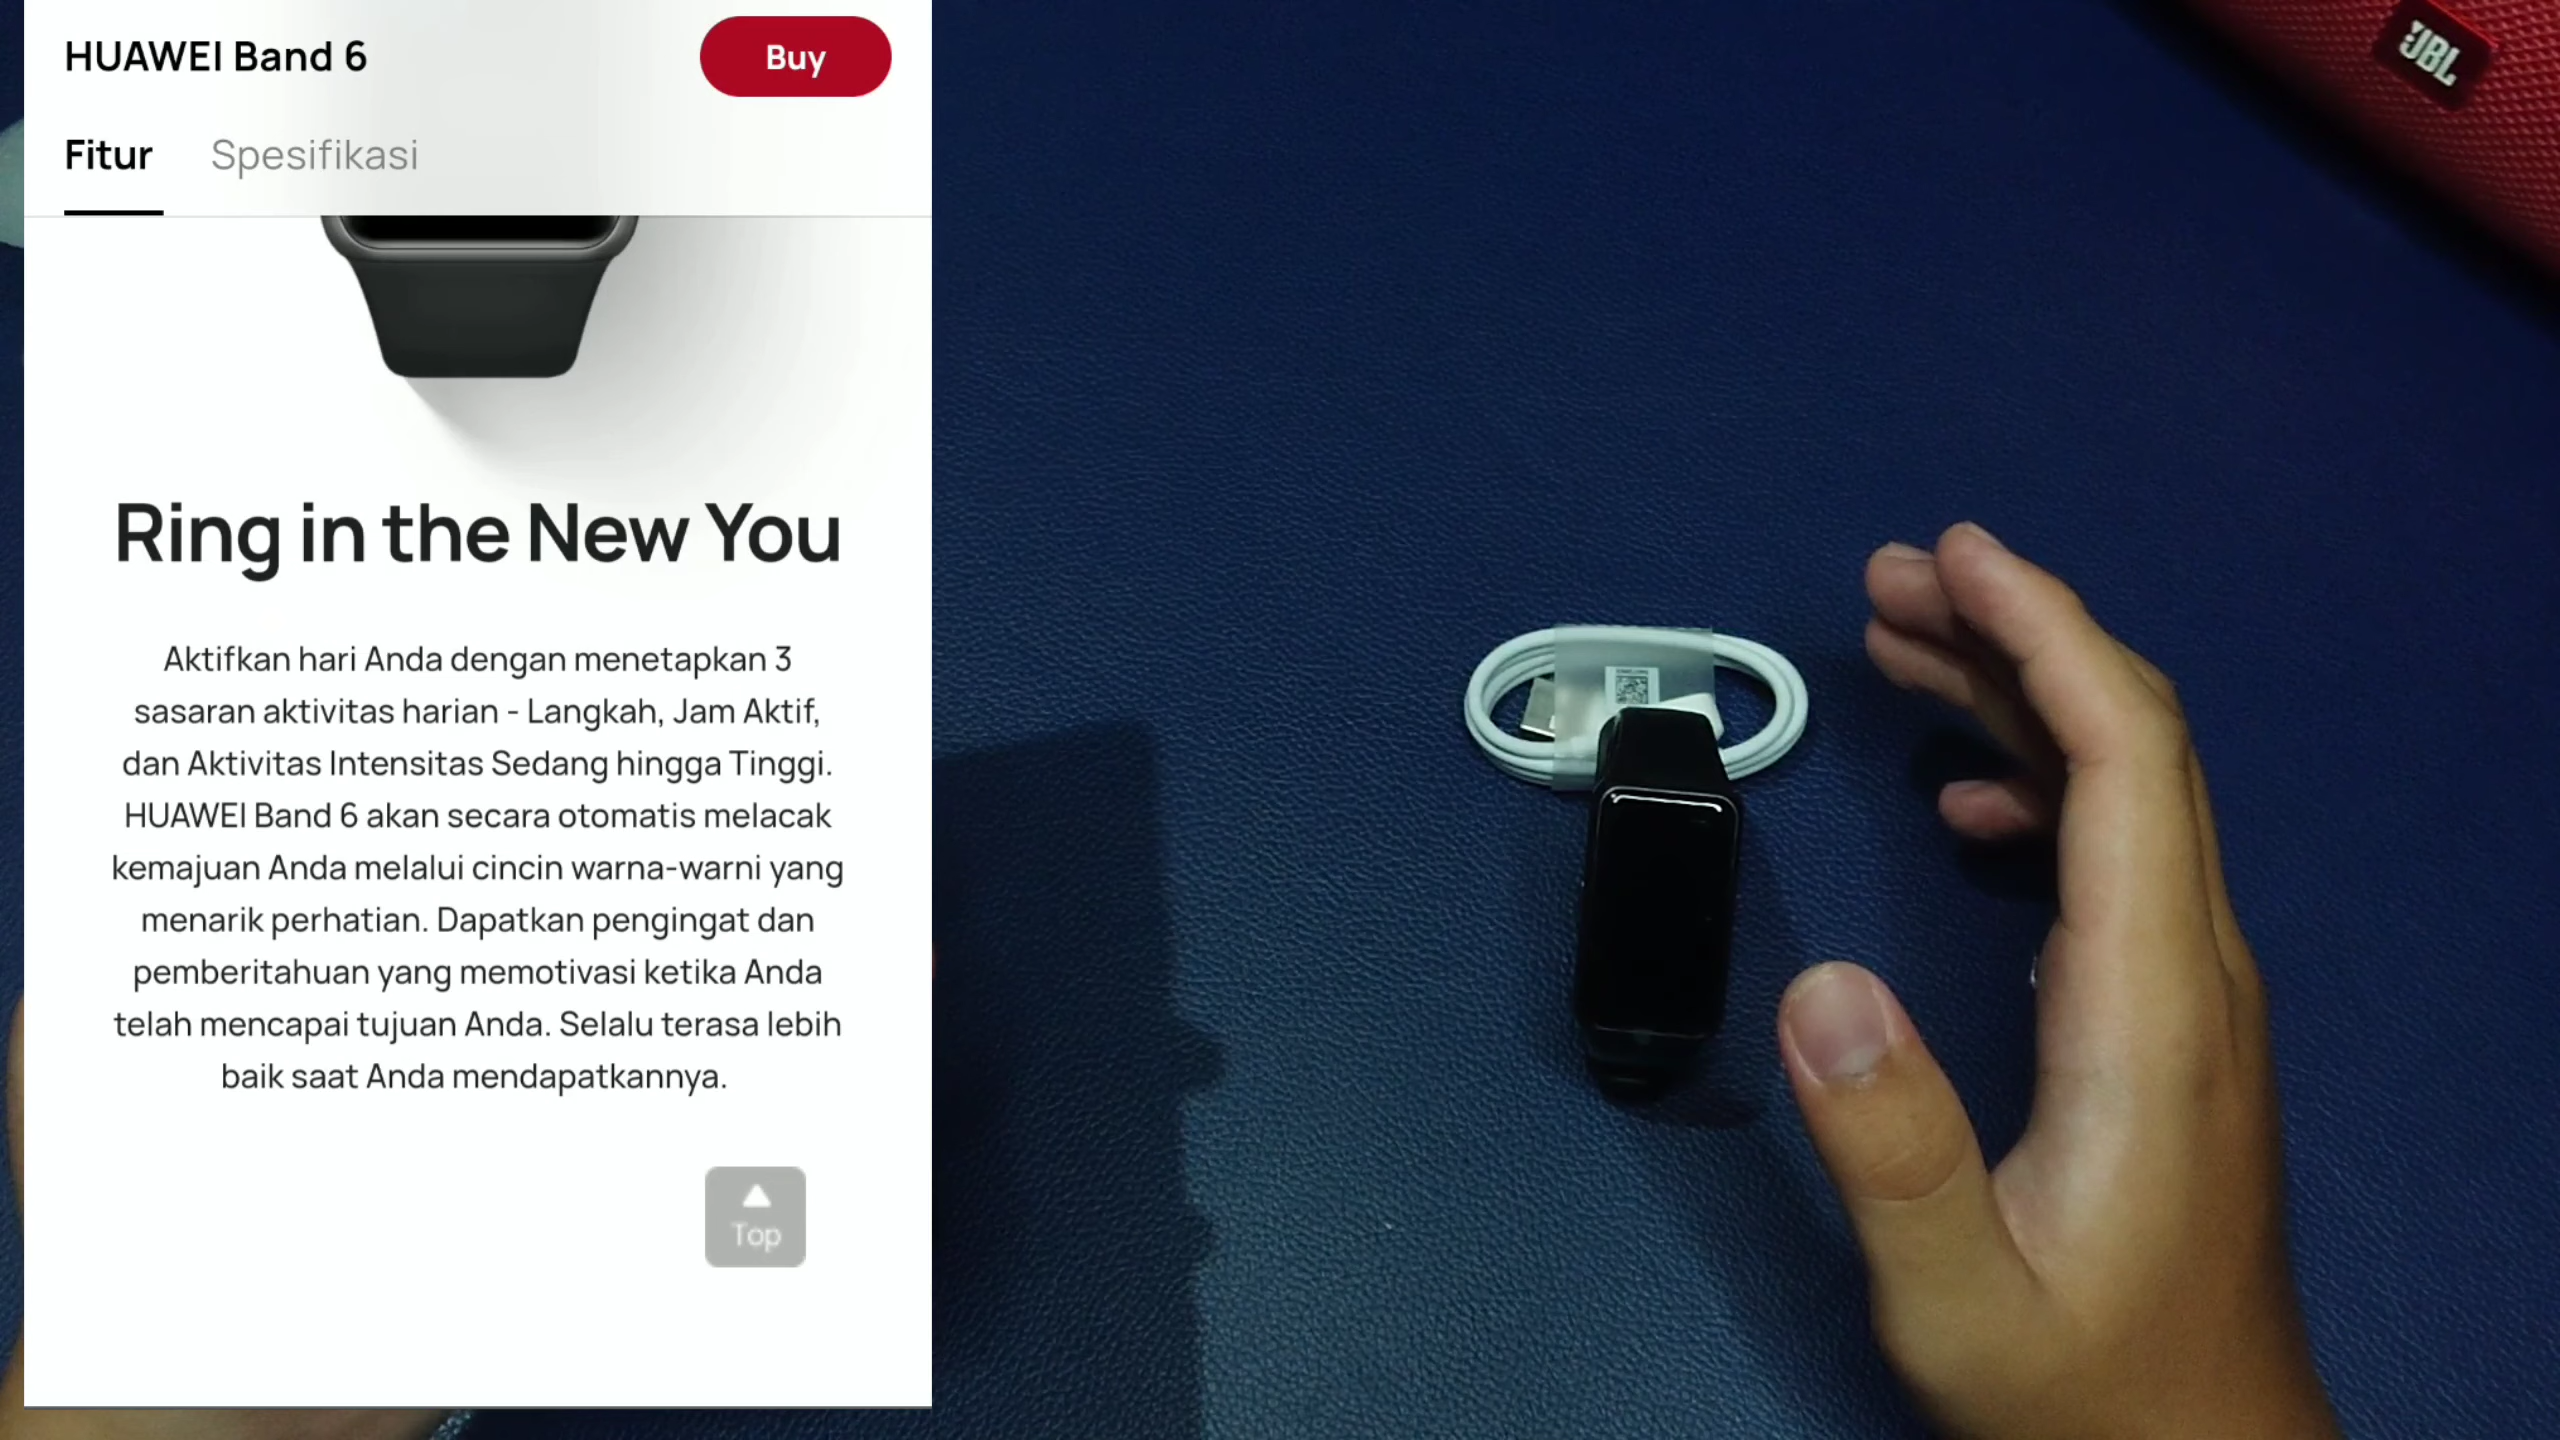 HUAWEI Band 6
Buy
Fitur
Spesifikasi
Ring in the New You
Aktifkan hari Anda dengan menetapkan 3
sasaran aktivitas harian - Langkah, Jam Aktif,
dan Aktivitas Intensitas Sedang hingga Tinggi.
HUAWEI Band 6 akan secara otomatis melacak
kemajuan Anda melalui cincin warna-warni yang
menarik perhatian. Dapatkan pengingat dan
pemberitahuan yang memotivasi ketika Anda
telah mencapai tujuan Anda. Selalu terasa lebih
baik saat Anda mendapatkannya.
Top
JBL